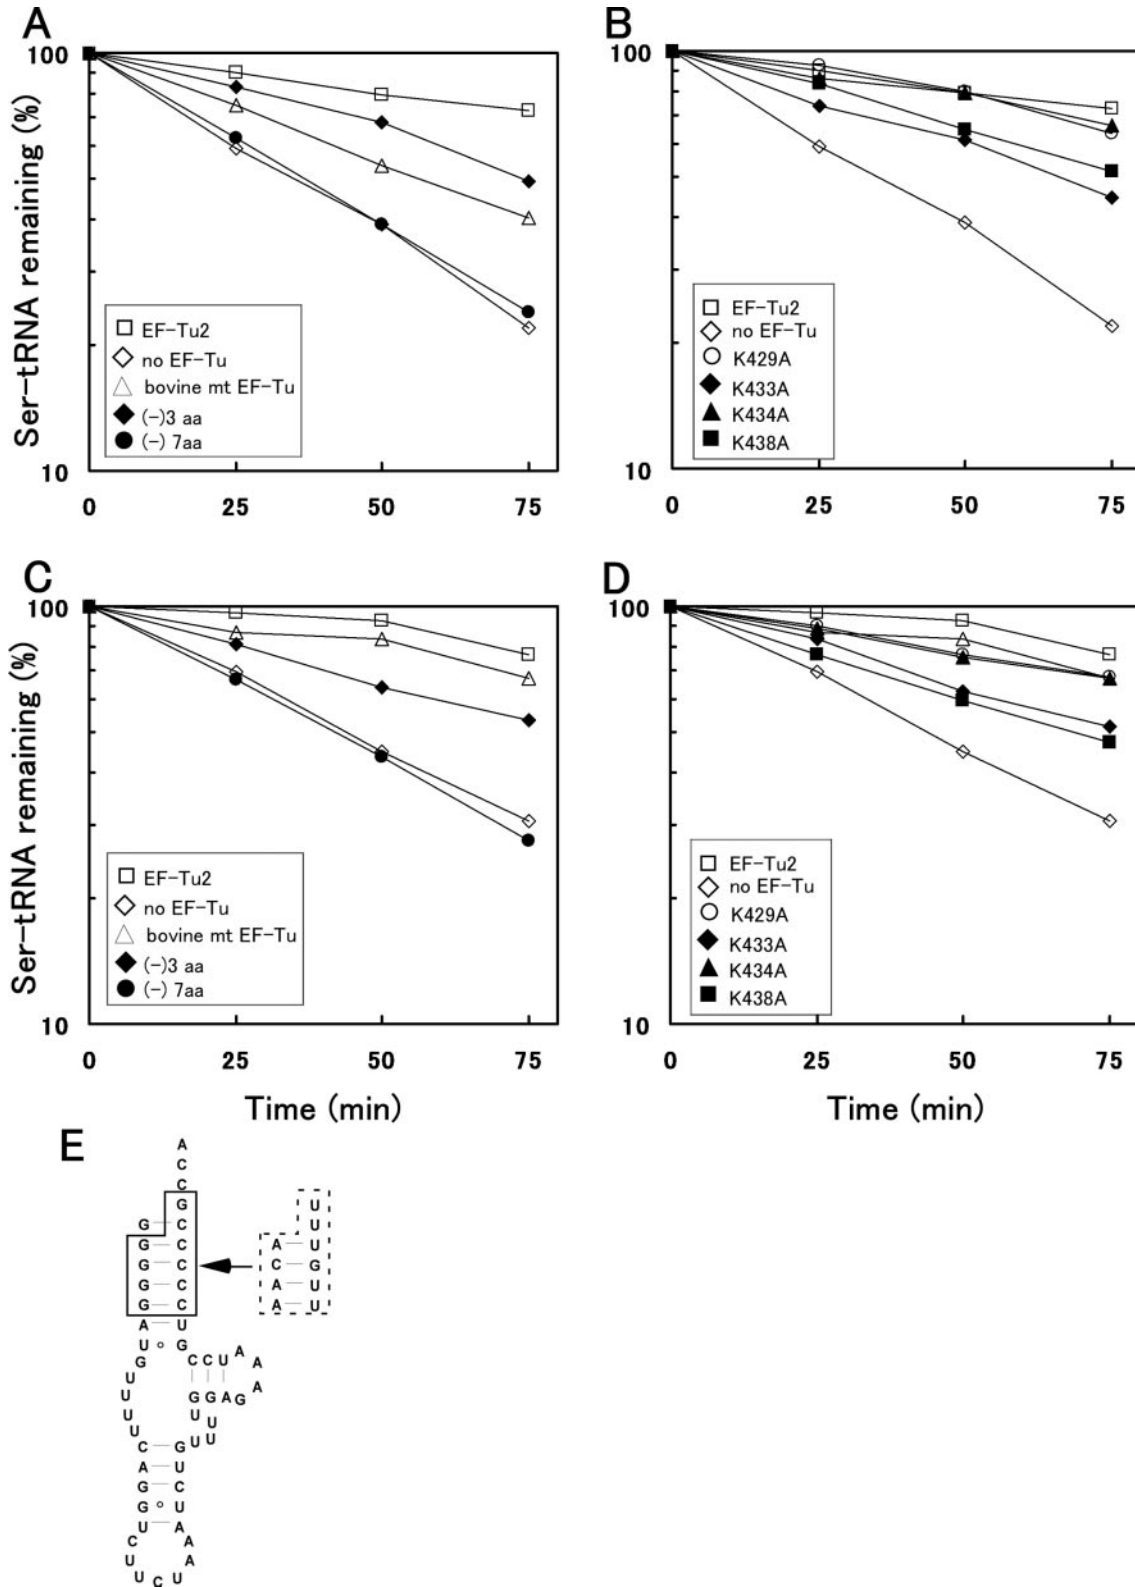 A
100
10
Ser-tRNA remaining (%)
EF-Tu2
no EF-Tu
bovine mt EF-Tu
(-)3 aa
(-) 7aa
0 25 50 75
B
100
10
EF-Tu2
no EF-Tu
K429A
K433A
K434A
K438A
0 25 50 75
C
100
10
Ser-tRNA remaining (%)
EF-Tu2
no EF-Tu
bovine mt EF-Tu
(-)3 aa
(-) 7aa
0 25 50 75
Time (min)
D
100
10
EF-Tu2
no EF-Tu
K429A
K433A
K434A
K438A
0 25 50 75
Time (min)
E
A
C
C
G
G C
G C
G C
G C
G C
A U
U G
G
U
U
U
U
C G
A U
G C
G U
U A
C A
U A
U C U
C C U A
A
A
G G A G
U U
U U
U
U
A U
C G
A U
A U